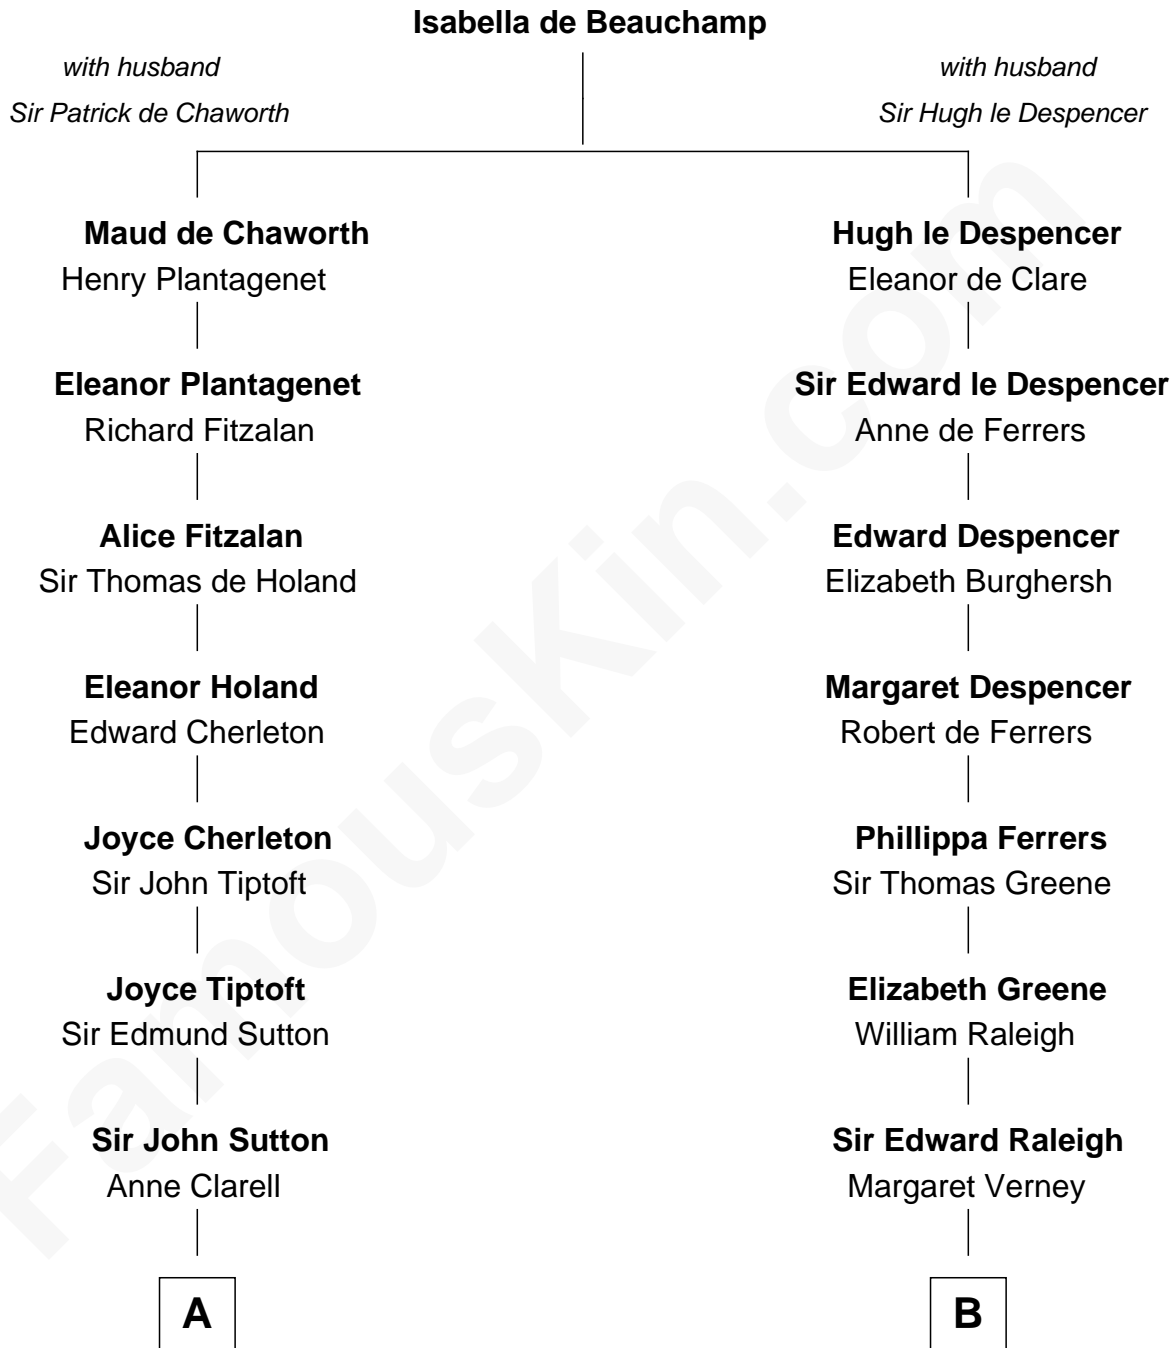 Isabella de Beauchamp
with husband
Sir Patrick de Chaworth
with husband
Sir Hugh le Despencer
Maud de Chaworth
Henry Plantagenet
Hugh le Despencer
Eleanor de Clare
Eleanor Plantagenet
Richard Fitzalan
Sir Edward le Despencer
Anne de Ferrers
Alice Fitzalan
Sir Thomas de Holand
Edward Despencer
Elizabeth Burghersh
Eleanor Holand
Edward Cherleton
Margaret Despencer
Robert de Ferrers
Joyce Cherleton
Sir John Tiptoft
Phillippa Ferrers
Sir Thomas Greene
Joyce Tiptoft
Sir Edmund Sutton
Elizabeth Greene
William Raleigh
Sir John Sutton
Anne Clarell
Sir Edward Raleigh
Margaret Verney
A
B
FamousKin.com